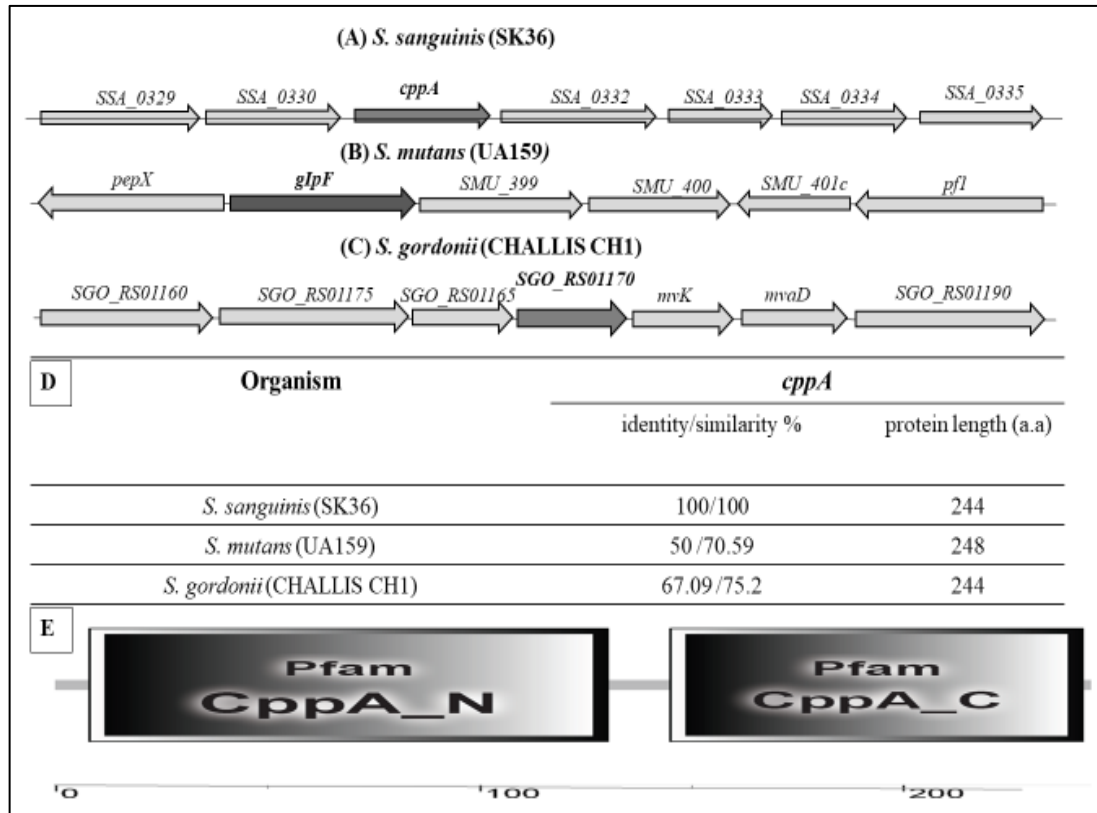 (A) S. sanguinis (SK36)
SSA_0329 SSA_0330 cppA SSA_0332 SSA_0333 SSA_0334 SSA_0335
(B) S. mutans (UA159)
pepX glpF SMU_399 SMU_400 SMU_401c pfl
(C) S. gordonii (CHALLIS CH1)
SGO_RS01160 SGO_RS01175 SGO_RS01165 SGO_RS01170 mvK mvaD SGO_RS01190
D Organism cppA
identity/similarity % protein length (a.a)
S. sanguinis (SK36) 100/100 244
S. mutans (UA159) 50 /70.59 248
S. gordonii (CHALLIS CH1) 67.09 /75.2 244
E
Pfam Pfam
CppA_N CppA_C
0 100 200